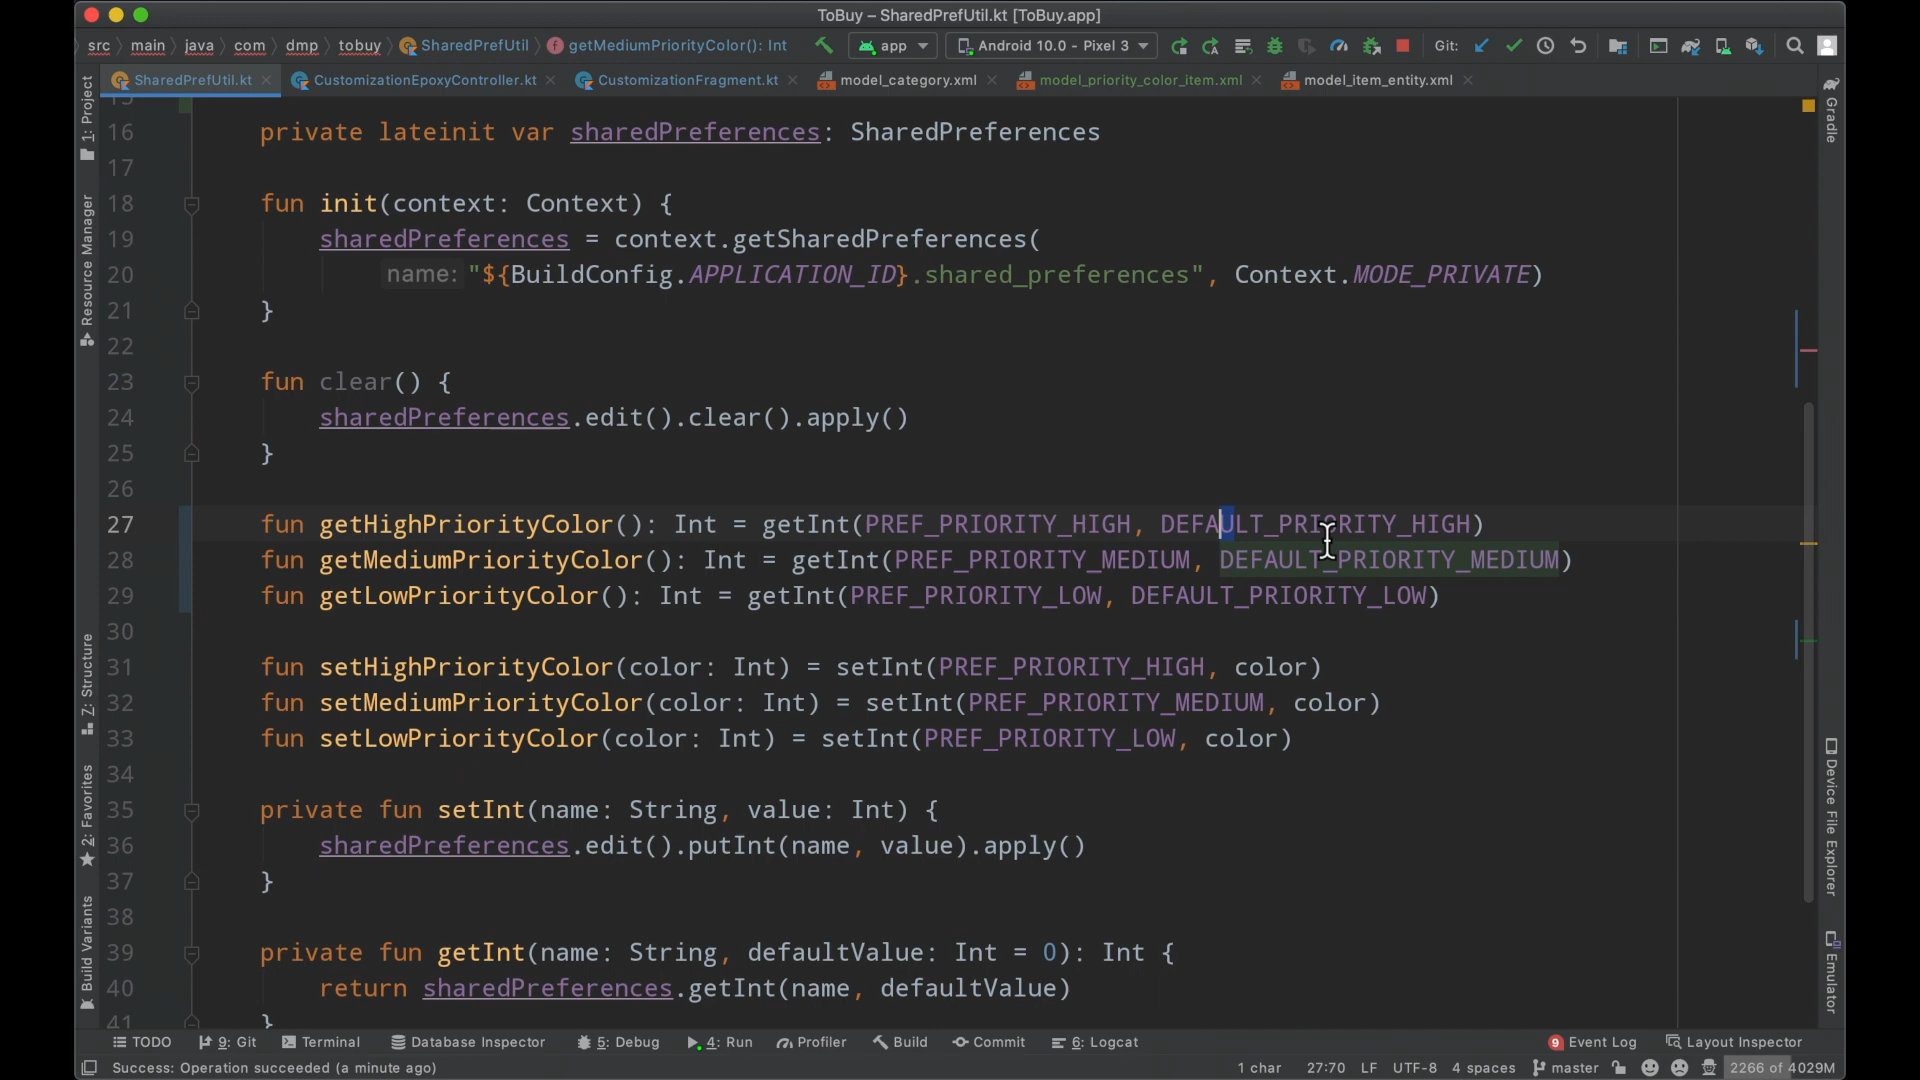 ToBuy – SharedPrefUtil.kt [ToBuy.app]
src main java com dmp tobuy SharedPrefUtil getMediumPriorityColor(): Int app Android 10.0 - Pixel 3 Git:
SharedPrefUtil.kt CustomizationEpoxyController.kt CustomizationFragment.kt model_category.xml model_priority_color_item.xml model_item_entity.xml
1: Project
Resource Manager
Z: Structure
2: Favorites
Build Variants
15
16 private lateinit var sharedPreferences: SharedPreferences
17
18 fun init(context: Context) {
19 sharedPreferences = context.getSharedPreferences(
20 name: "${BuildConfig.APPLICATION_ID}.shared_preferences", Context.MODE_PRIVATE)
21 }
22
23 fun clear() {
24 sharedPreferences.edit().clear().apply()
25 }
26
27 fun getHighPriorityColor(): Int = getInt(PREF_PRIORITY_HIGH, DEFAULT_PRIORITY_HIGH)
28 fun getMediumPriorityColor(): Int = getInt(PREF_PRIORITY_MEDIUM, DEFAULT_PRIORITY_MEDIUM)
29 fun getLowPriorityColor(): Int = getInt(PREF_PRIORITY_LOW, DEFAULT_PRIORITY_LOW)
30
31 fun setHighPriorityColor(color: Int) = setInt(PREF_PRIORITY_HIGH, color)
32 fun setMediumPriorityColor(color: Int) = setInt(PREF_PRIORITY_MEDIUM, color)
33 fun setLowPriorityColor(color: Int) = setInt(PREF_PRIORITY_LOW, color)
34
35 private fun setInt(name: String, value: Int) {
36 sharedPreferences.edit().putInt(name, value).apply()
37 }
38
39 private fun getInt(name: String, defaultValue: Int = 0): Int {
40 return sharedPreferences.getInt(name, defaultValue)
41 }
Gradle
Device File Explorer
Emulator
TODO 9: Git Terminal Database Inspector 5: Debug 4: Run Profiler Build Commit 6: Logcat 9 Event Log Layout Inspector
Success: Operation succeeded (a minute ago) 1 char 27:70 LF UTF-8 4 spaces master 2266 of 4029M